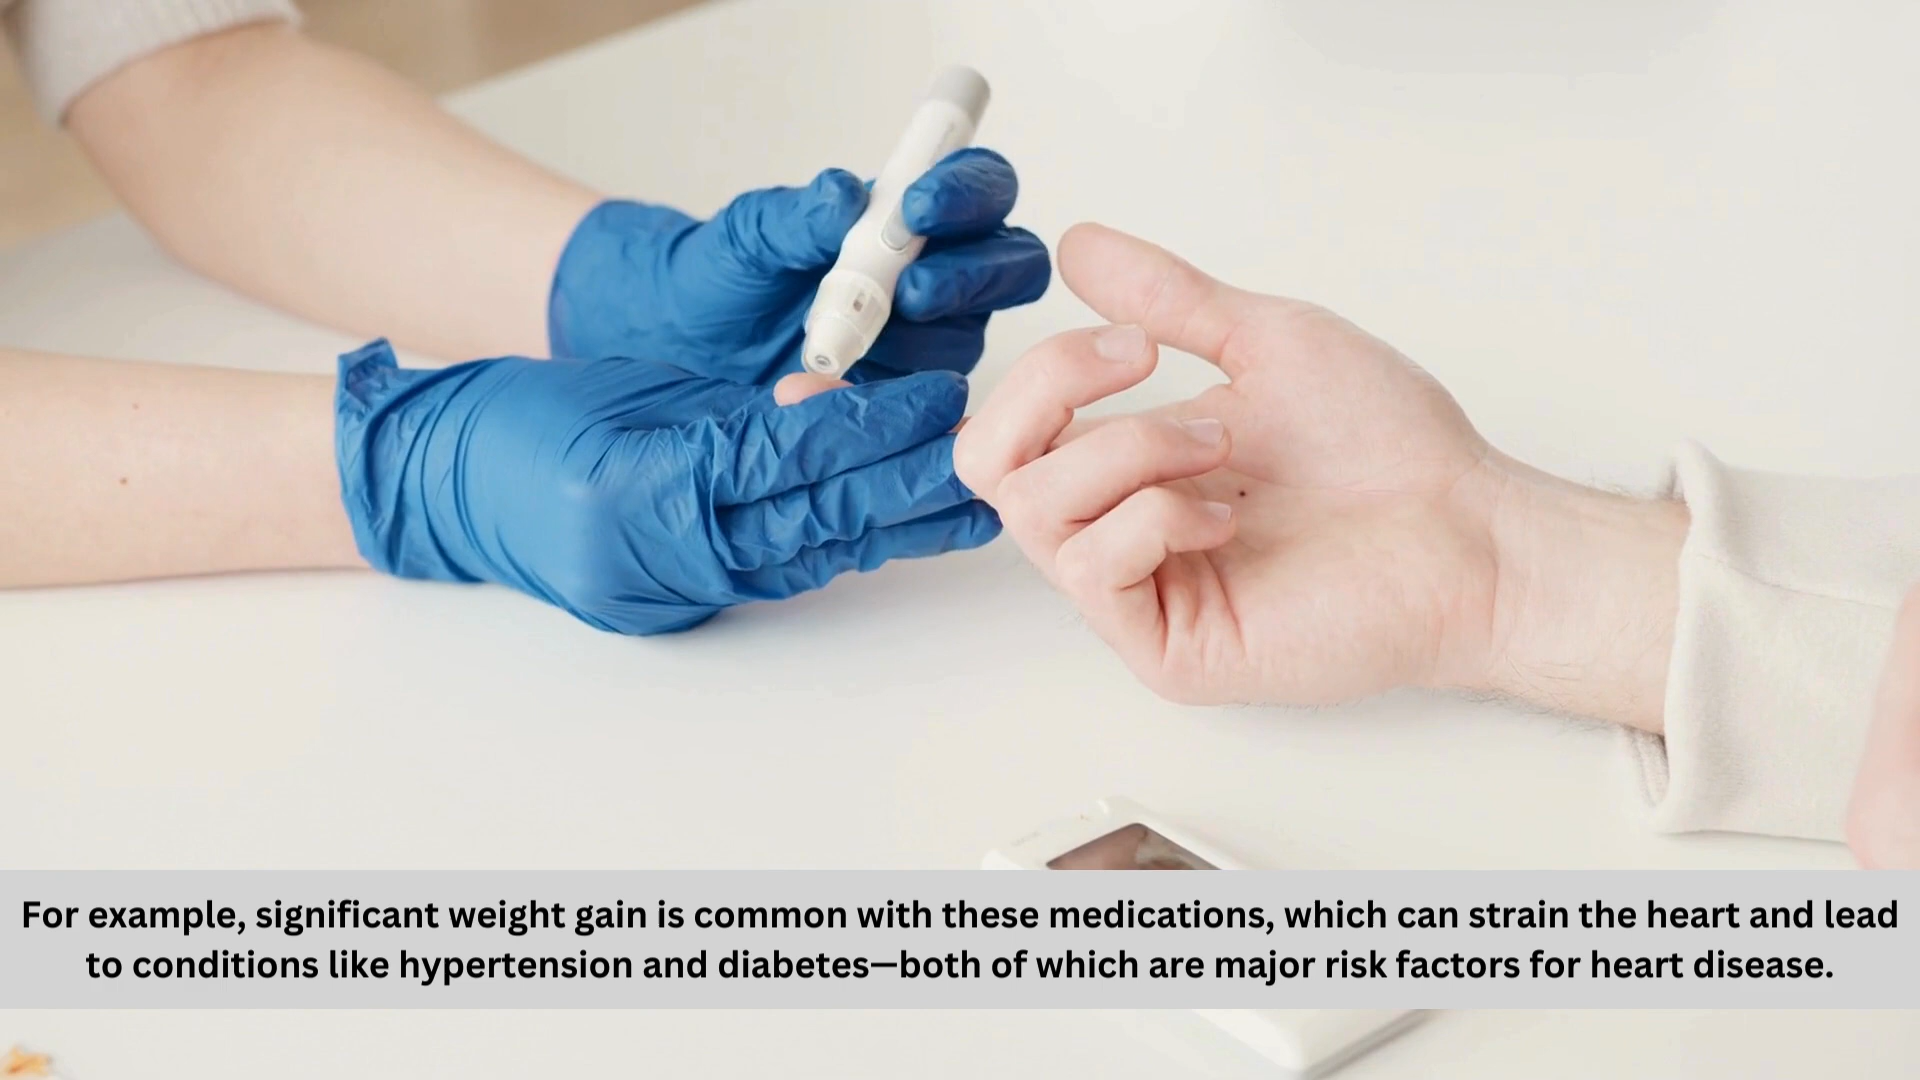 For example, significant weight gain is common with these medications, which can strain the heart and lead
to conditions like hypertension and diabetes—both of which are major risk factors for heart disease.